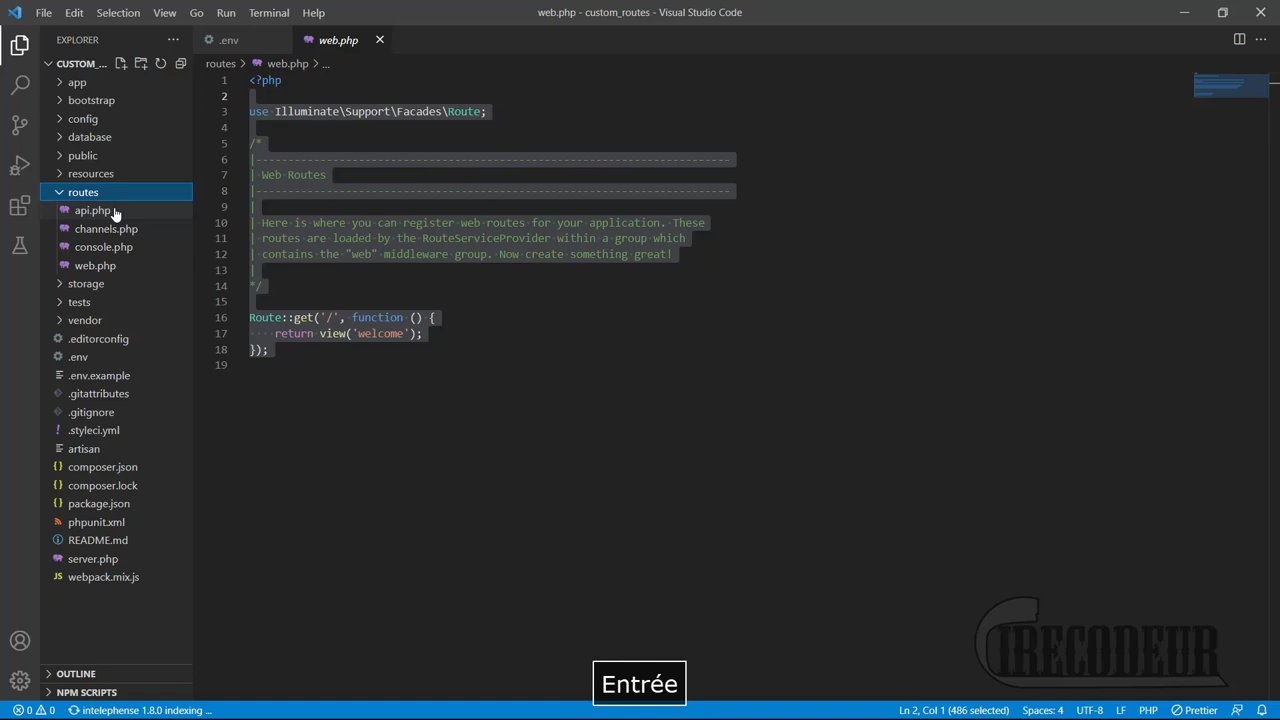 File Edit Selection View Go Run Terminal Help
web.php - custom_routes - Visual Studio Code
EXPLORER
CUSTOM_...
app
bootstrap
config
database
public
resources
routes
api.php
channels.php
console.php
web.php
storage
tests
vendor
.editorconfig
.env
.env.example
.gitattributes
.gitignore
.styleci.yml
artisan
composer.json
composer.lock
package.json
phpunit.xml
README.md
server.php
webpack.mix.js
OUTLINE
NPM SCRIPTS
.env web.php
routes > web.php > ...
1 <?php
2
3 use Illuminate\Support\Facades\Route;
4
5 /*
6 |--------------------------------------------------------------------------
7 | Web Routes
8 |--------------------------------------------------------------------------
9 |
10 | Here is where you can register web routes for your application. These
11 | routes are loaded by the RouteServiceProvider within a group which
12 | contains the "web" middleware group. Now create something great!
13 |
14 */
15
16 Route::get('/', function () {
17 ····return view('welcome');
18 });
19
CIRECODEUR
Entrée
0 0 intelephense 1.8.0 indexing ... Ln 2, Col 1 (486 selected) Spaces: 4 UTF-8 LF PHP Prettier